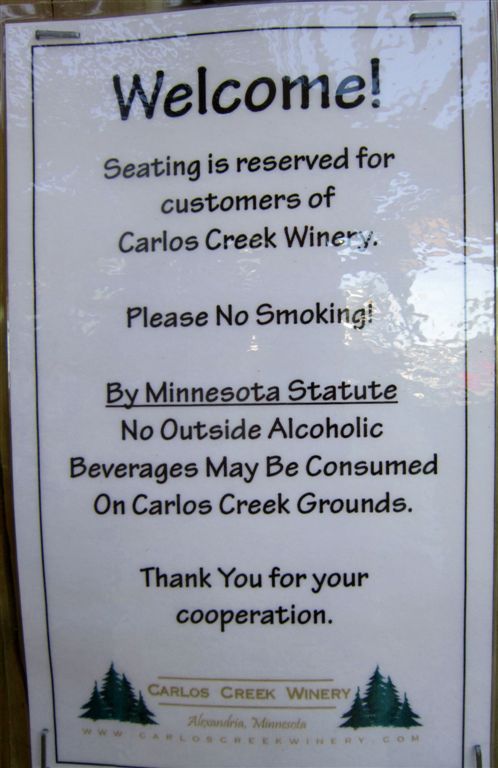 Welcome!
Seating is reserved for
customers of
Carlos Creek Winery.
Please No Smoking!
By Minnesota Statute
No Outside Alcoholic
Beverages May Be Consumed
On Carlos Creek Grounds.
Thank You for your
cooperation.
CARLOS CREEK WINERY
Alexandria, Minnesota
WWW.CARLOSCREEKWINERY.COM